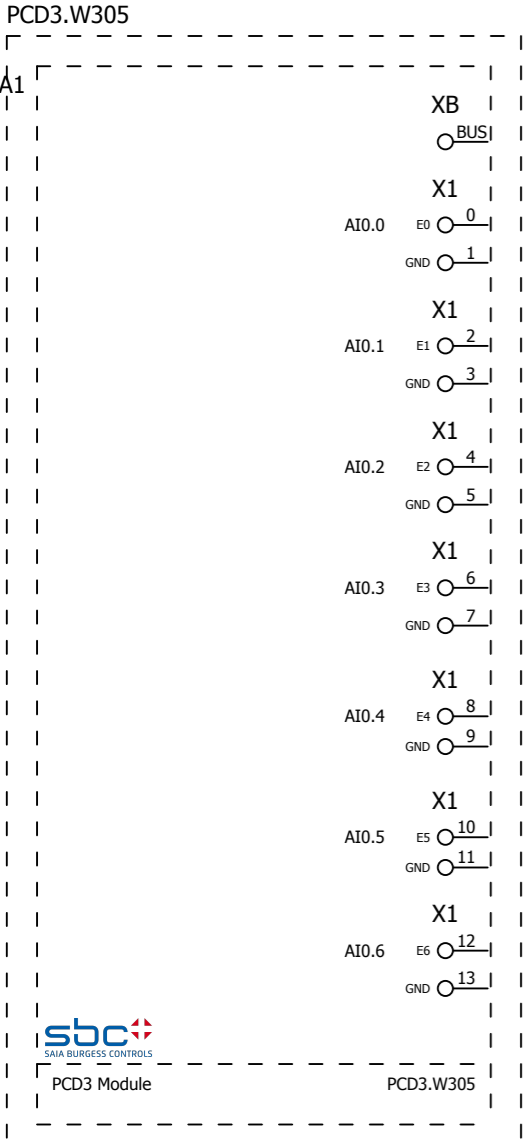 PCD3.W305
A1
XB
BUS
X1
AI0.0 E0 0
GND 1
X1
AI0.1 E1 2
GND 3
X1
AI0.2 E2 4
GND 5
X1
AI0.3 E3 6
GND 7
X1
AI0.4 E4 8
GND 9
X1
AI0.5 E5 10
GND 11
X1
AI0.6 E6 12
GND 13
sbc
SAIA BURGESS CONTROLS
PCD3 Module PCD3.W305